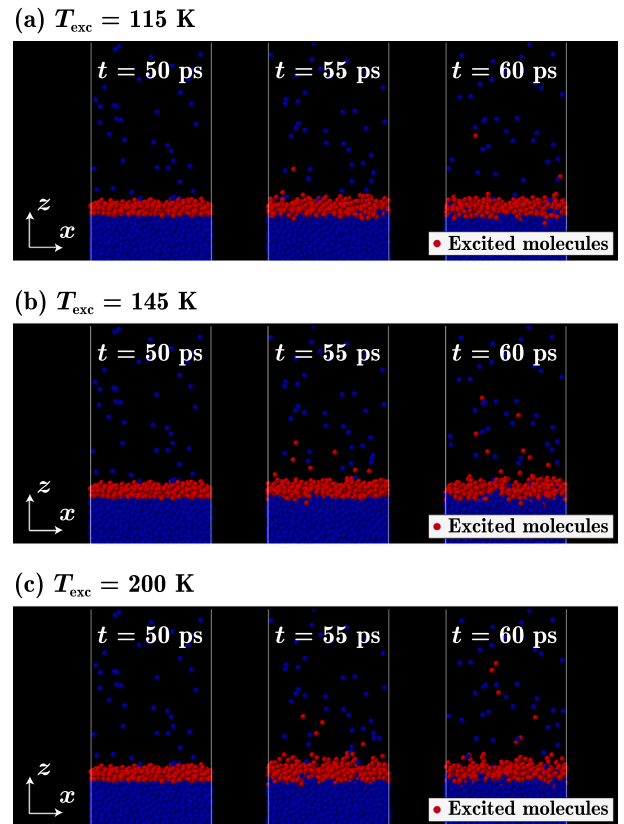 (a) T_exc = 115 K
t = 50 ps t = 55 ps t = 60 ps
z
x
Excited molecules
(b) T_exc = 145 K
t = 50 ps t = 55 ps t = 60 ps
z
x
Excited molecules
(c) T_exc = 200 K
t = 50 ps t = 55 ps t = 60 ps
z
x
Excited molecules